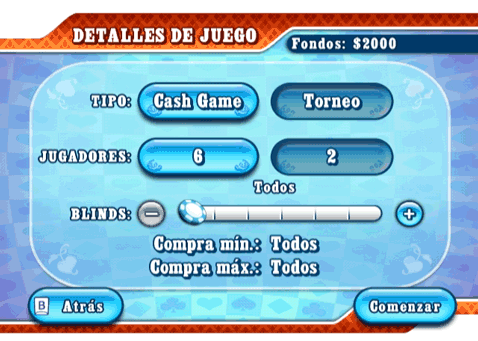 DETALLES DE JUEGO
Fondos: $2000
TIPO: Cash Game Torneo
JUGADORES: 6 2
Todos
BLINDS: − +
Compra mín.: Todos
Compra máx.: Todos
B Atrás
Comenzar